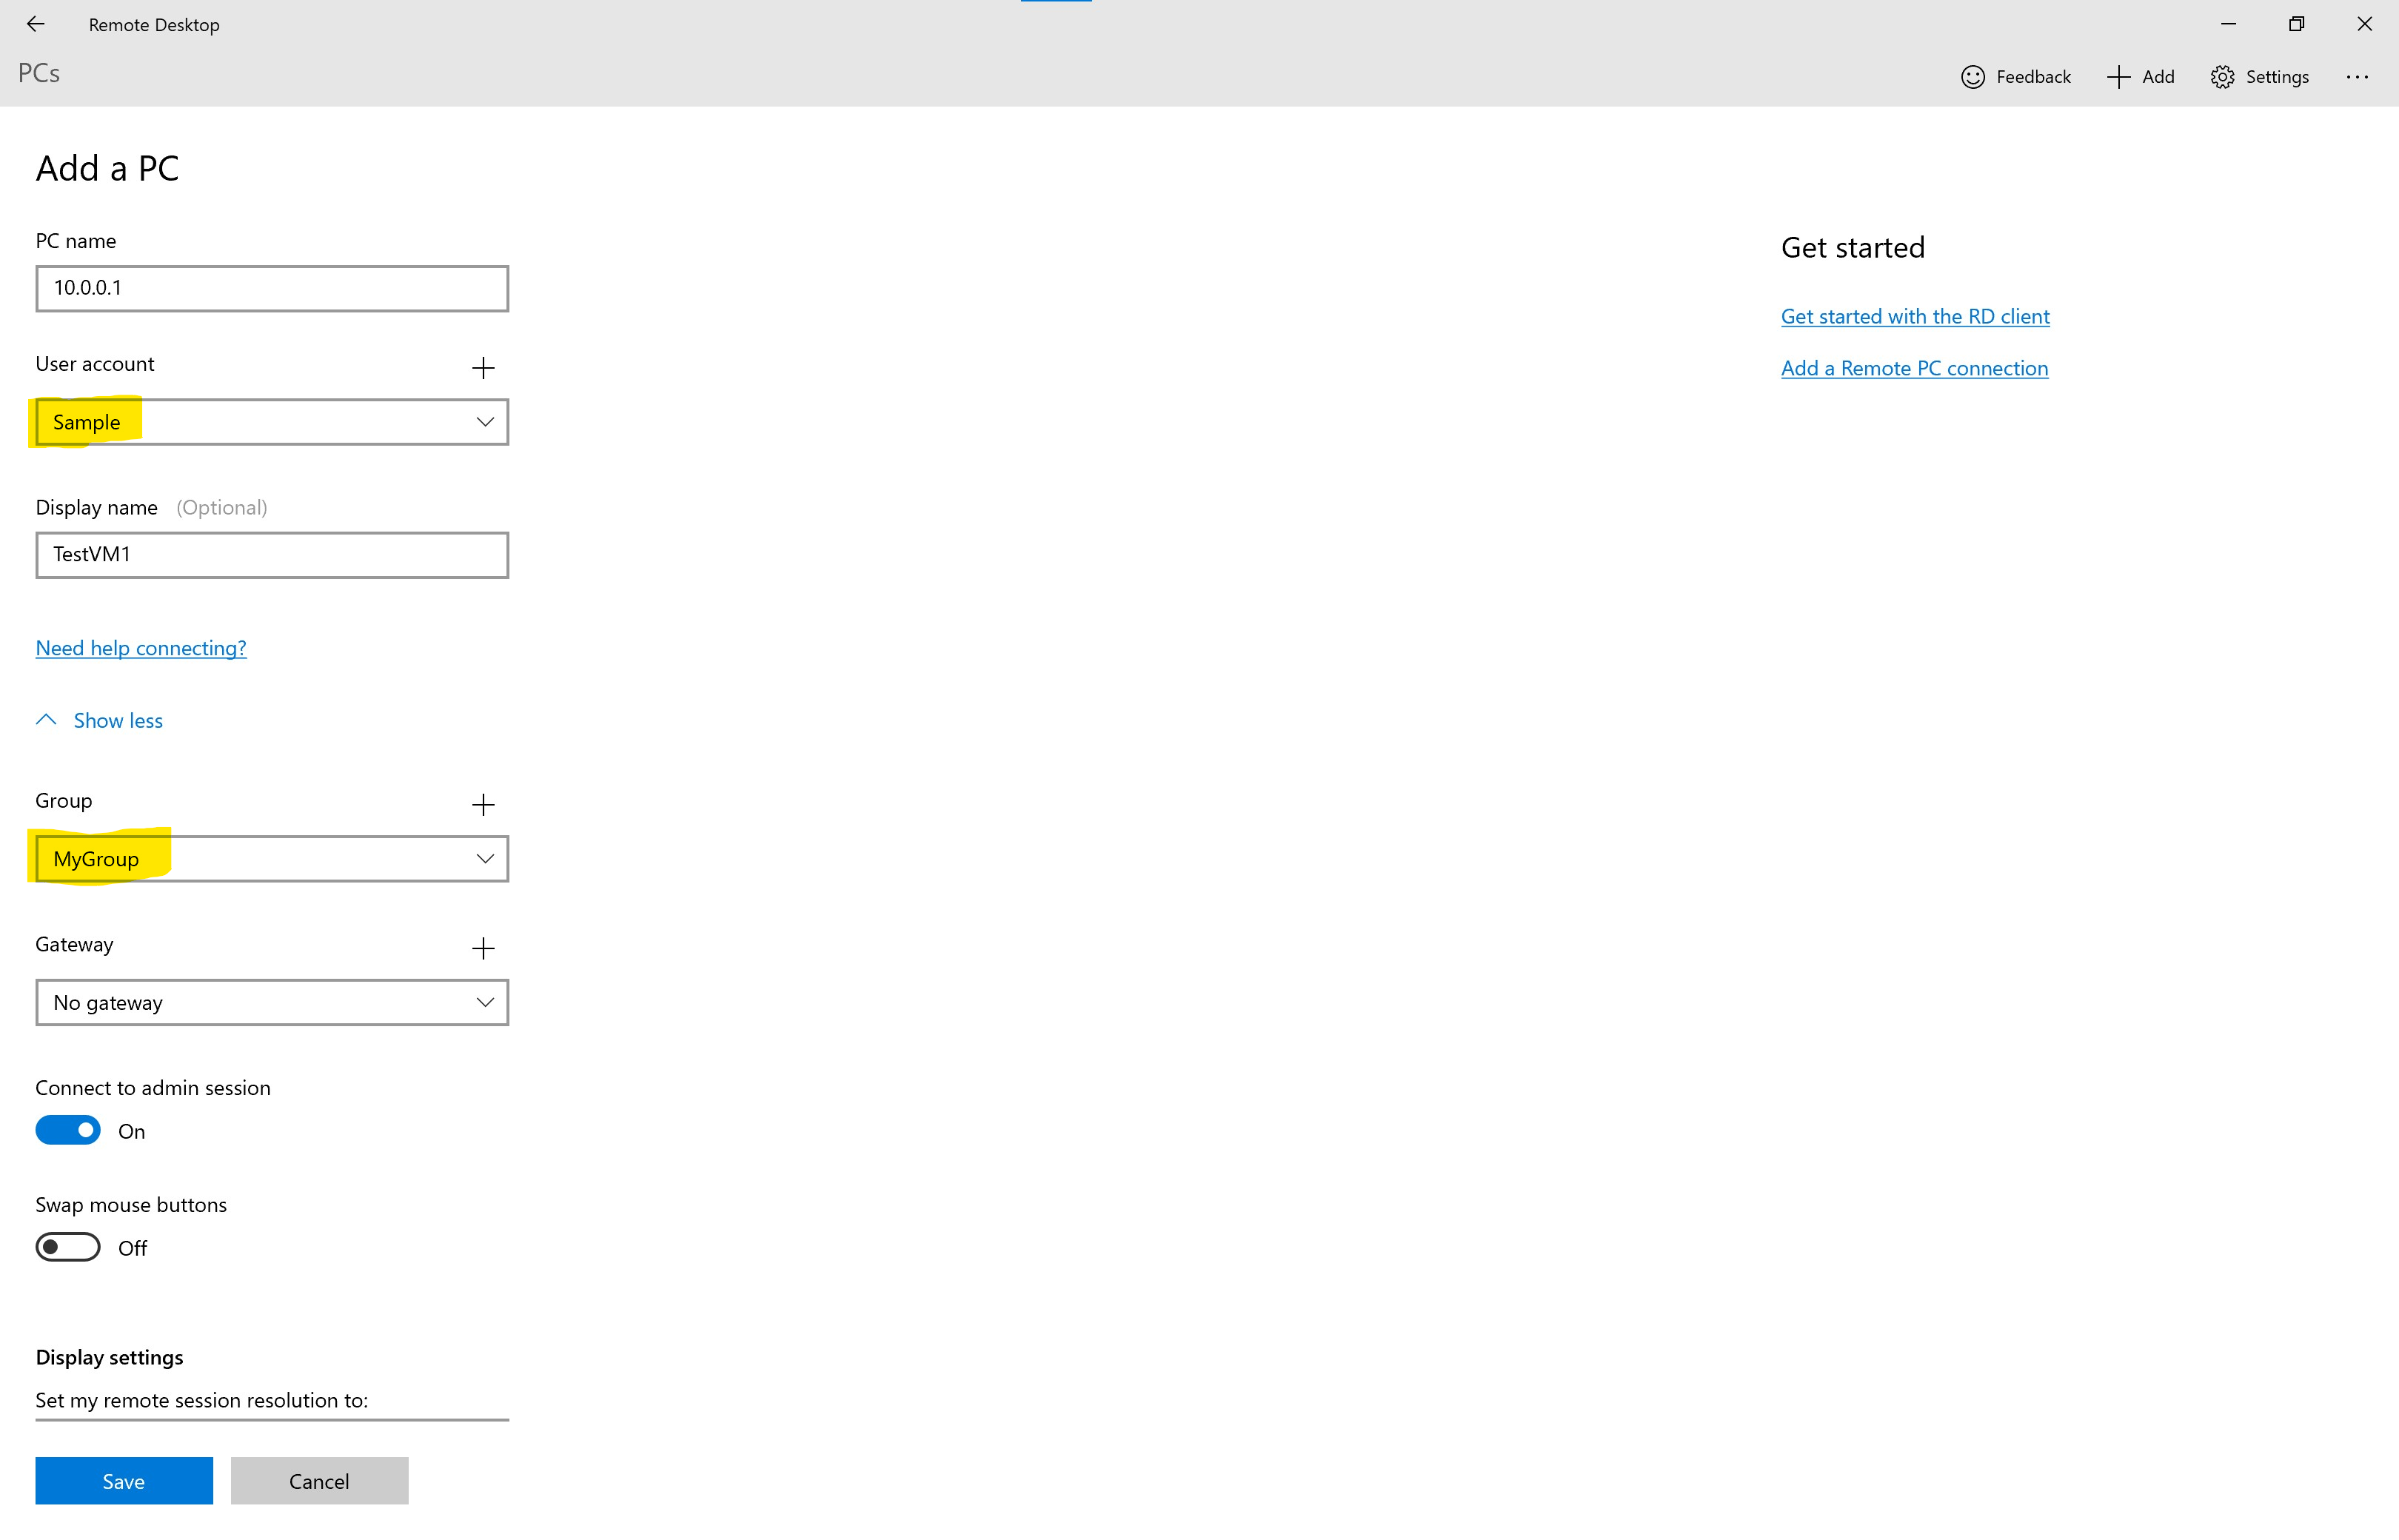 Remote Desktop
PCs
Feedback
Add
Settings
Add a PC
PC name
10.0.0.1
User account
Sample
Display name (Optional)
TestVM1
Need help connecting?
Show less
Group
MyGroup
Gateway
No gateway
Connect to admin session
On
Swap mouse buttons
Off
Display settings
Set my remote session resolution to:
Save Cancel
Get started
Get started with the RD client
Add a Remote PC connection